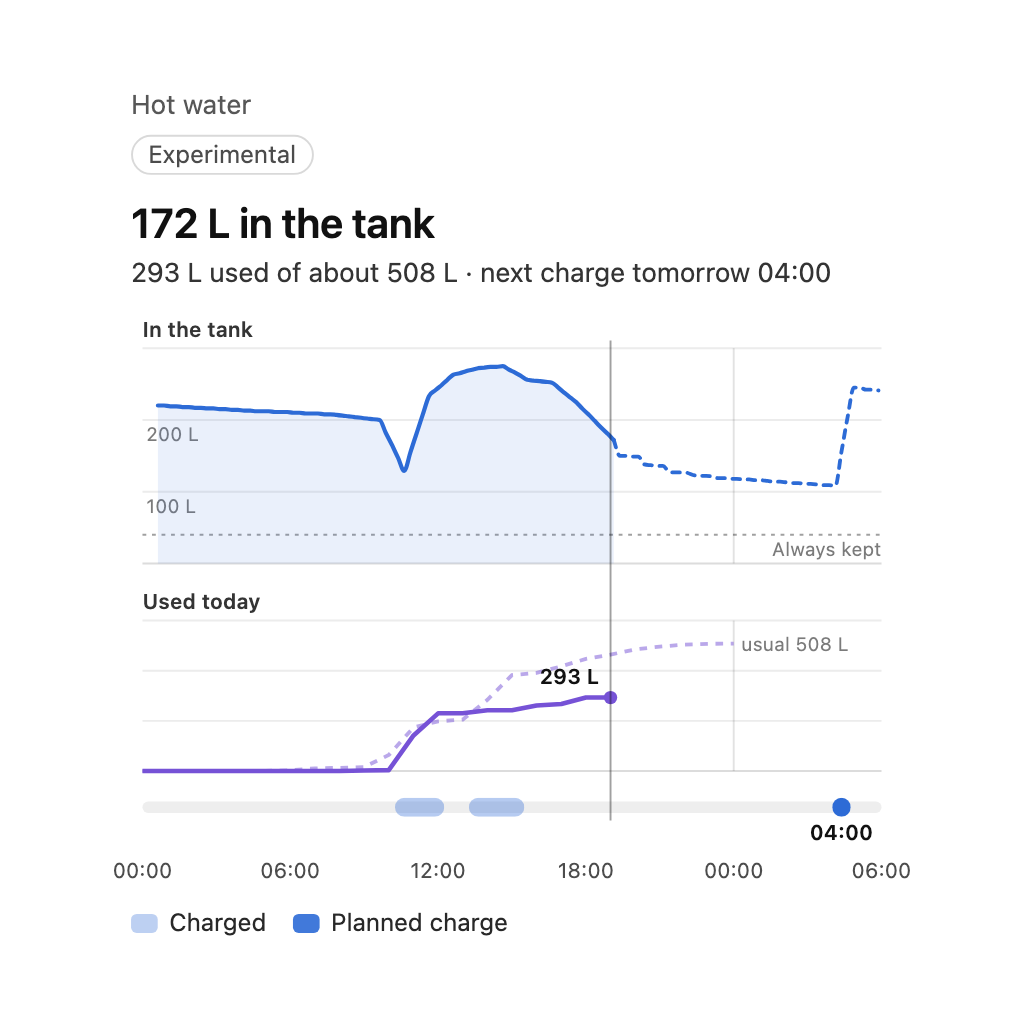 Hot water
Experimental
172 L in the tank
293 L used of about 508 L · next charge tomorrow 04:00
In the tank
200 L
100 L
Always kept
Used today
usual 508 L
293 L
04:00
00:00 06:00 12:00 18:00 00:00 06:00
Charged Planned charge